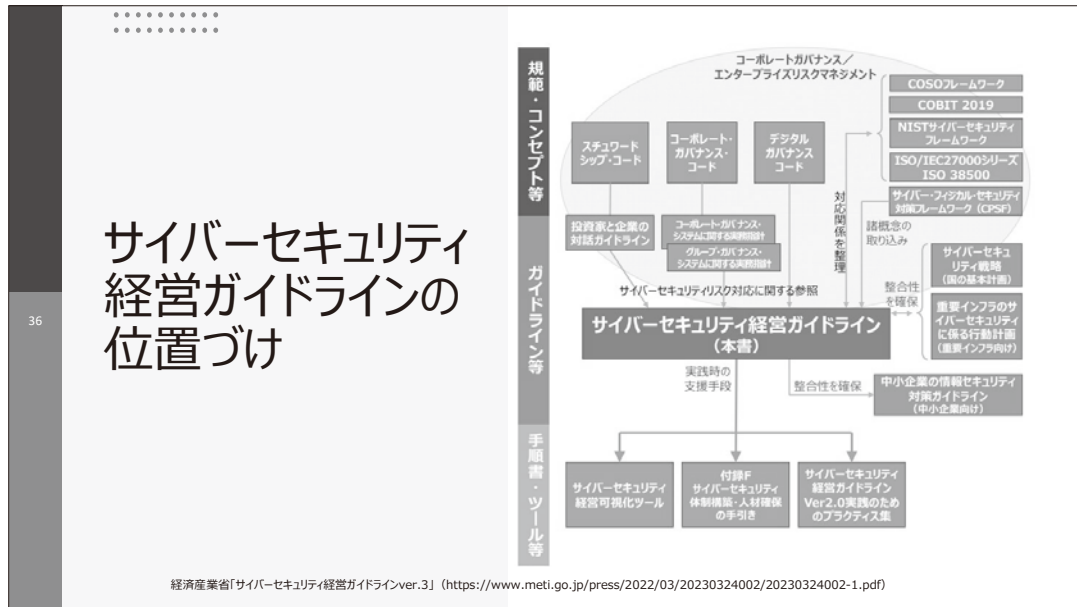 36
サイバーセキュリティ
経営ガイドラインの
位置づけ
規範・コンセプト等
ガイドライン等
手順書・ツール等
コーポレートガバナンス／
エンタープライズリスクマネジメント
スチュワード
シップ・コード
コーポレート・
ガバナンス・
コード
デジタル
ガバナンス
コード
COSOフレームワーク
COBIT 2019
NISTサイバーセキュリティ
フレームワーク
ISO/IEC27000シリーズ
ISO 38500
サイバー・フィジカル・セキュリティ
対策フレームワーク（CPSF）
対応関係を整理
諸概念の
取り込み
投資家と企業の
対話ガイドライン
コーポレート・ガバナンス・
システムに関する実務指針
グループ・ガバナンス・
システムに関する実務指針
サイバーセキュリティリスク対応に関する参照
サイバーセキュ
リティ戦略
（国の基本計画）
整合性
を確保
重要インフラのサ
イバーセキュリティ
に係る行動計画
（重要インフラ向け）
サイバーセキュリティ経営ガイドライン
（本書）
実践時の
支援手段
整合性を確保
中小企業の情報セキュリティ
対策ガイドライン
（中小企業向け）
サイバーセキュリティ
経営可視化ツール
付録F
サイバーセキュリティ
体制構築・人材確保
の手引き
サイバーセキュリティ
経営ガイドライン
Ver2.0実践のため
のプラクティス集
経済産業省「サイバーセキュリティ経営ガイドラインver.3」（https://www.meti.go.jp/press/2022/03/20230324002/20230324002-1.pdf）